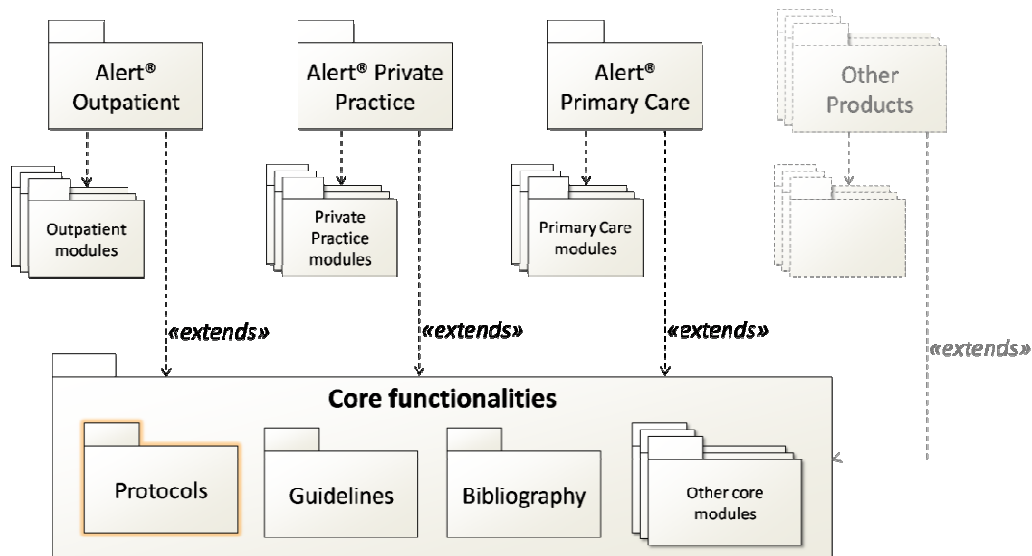 Alert®
Outpatient
Alert® Private
Practice
Alert®
Primary Care
Other
Products
Outpatient
modules
Private
Practice
modules
Primary Care
modules
«extends»
«extends»
«extends»
«extends»
Core functionalities
Protocols
Guidelines
Bibliography
Other core
modules